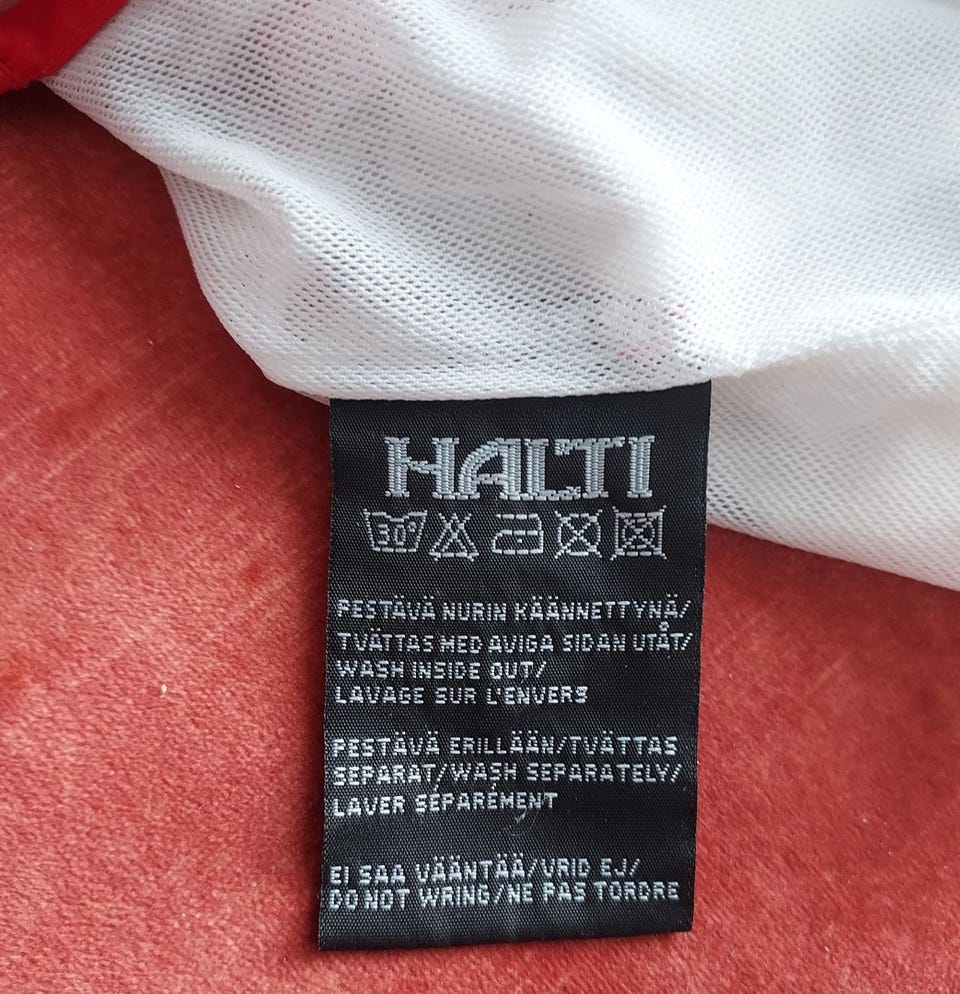 HALTI
30°
PESTÄVÄ NURIN KÄÄNNETTYNÄ/
TVÄTTAS MED AVIGA SIDAN UTÅT/
WASH INSIDE OUT/
LAVAGE SUR L'ENVERS
PESTÄVÄ ERILLÄÄN/TVÄTTAS
SEPARAT/WASH SEPARATELY/
LAVER SÉPARÉMENT
EI SAA VÄÄNTÄÄ/VRID EJ/
DO NOT WRING/NE PAS TORDRE